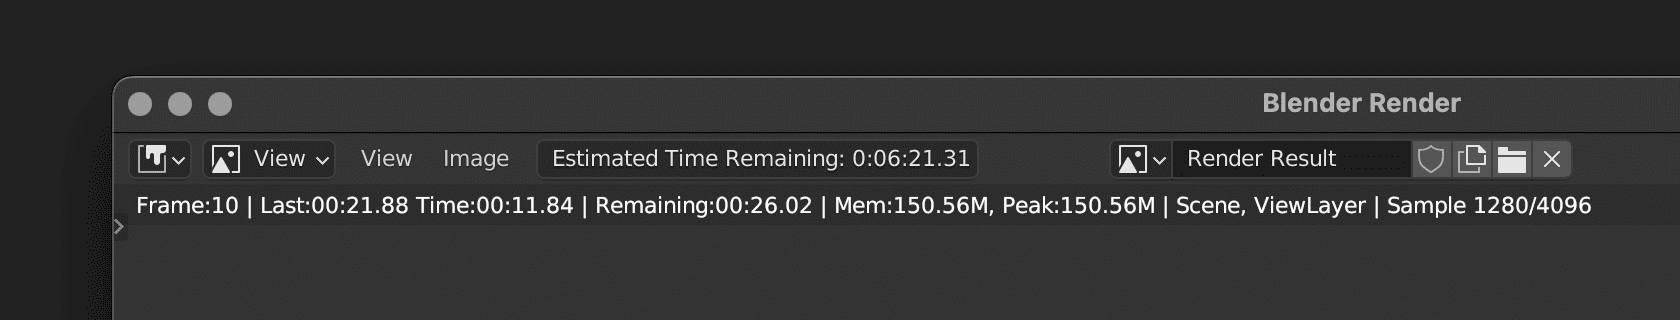 Blender Render
View View Image Estimated Time Remaining: 0:06:21.31 Render Result
Frame:10 | Last:00:21.88 Time:00:11.84 | Remaining:00:26.02 | Mem:150.56M, Peak:150.56M | Scene, ViewLayer | Sample 1280/4096